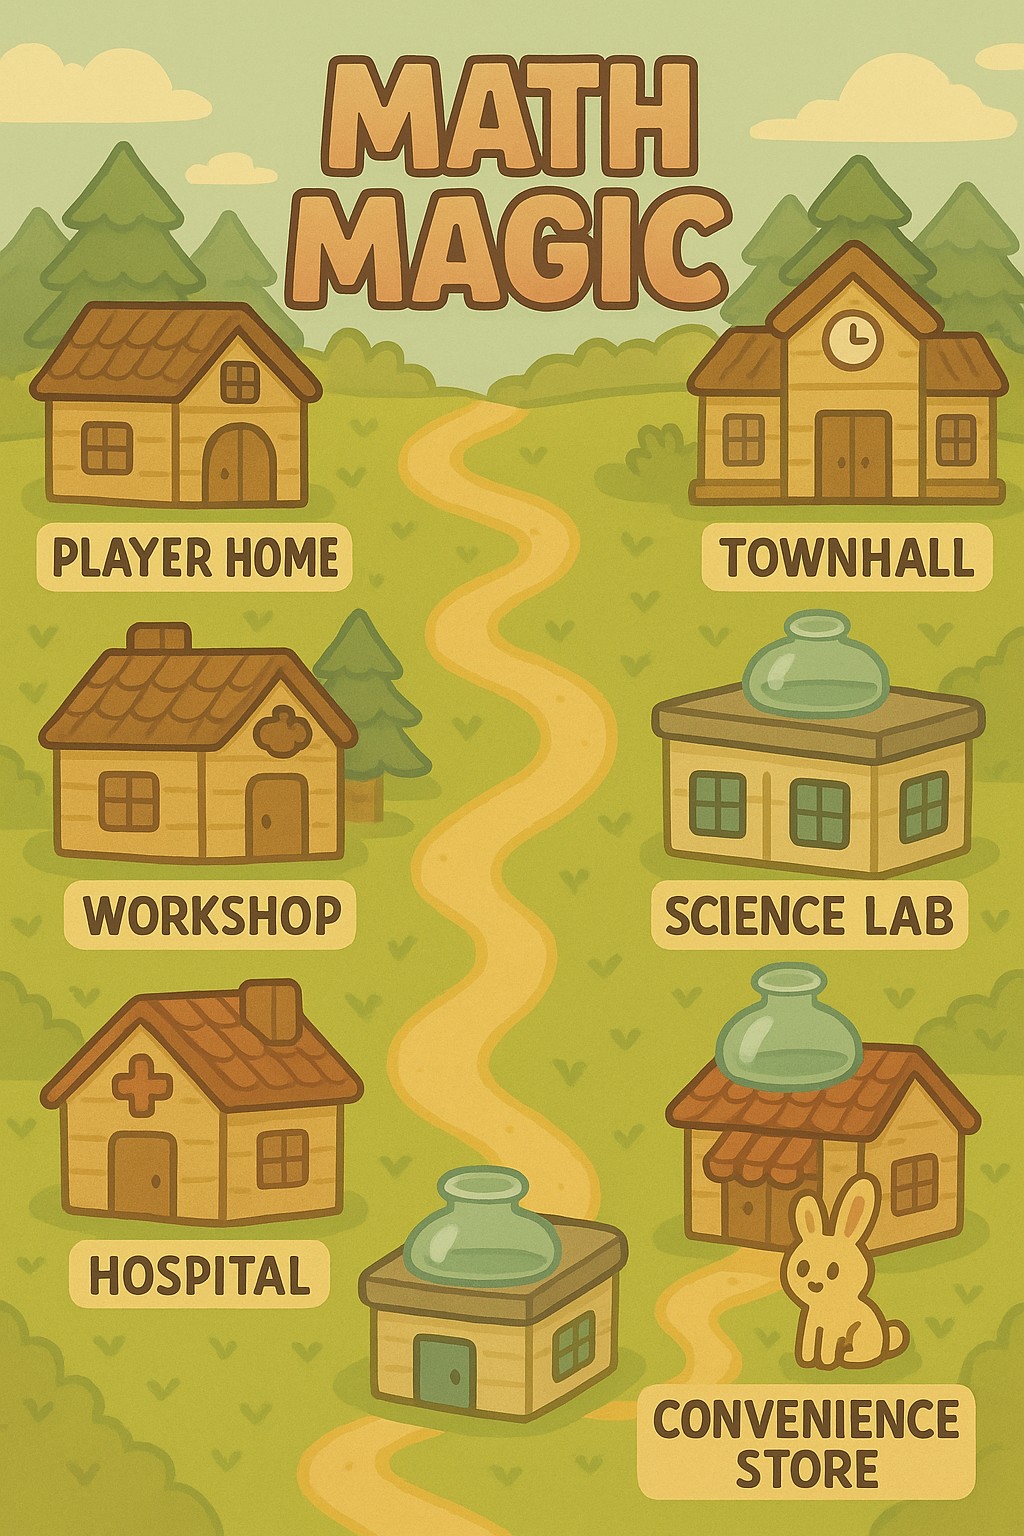 MATH
MAGIC
PLAYER HOME
TOWNHALL
WORKSHOP
SCIENCE LAB
HOSPITAL
CONVENIENCE
STORE